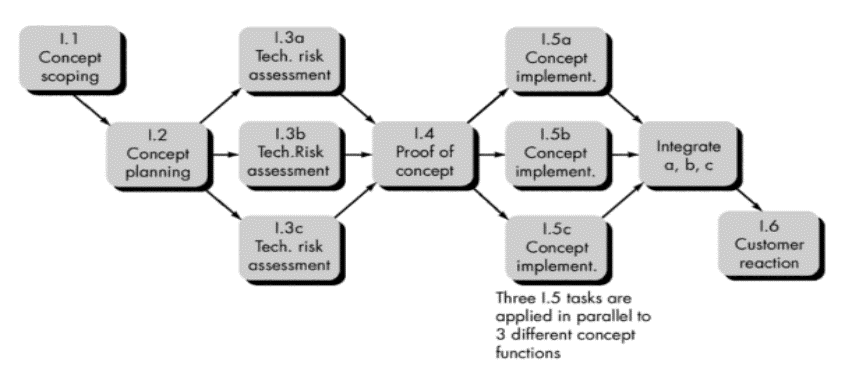 I.1
Concept
scoping
I.2
Concept
planning
I.3a
Tech. risk
assessment
I.3b
Tech.Risk
assessment
I.3c
Tech. risk
assessment
I.4
Proof of
concept
I.5a
Concept
implement.
I.5b
Concept
implement.
I.5c
Concept
implement.
Three I.5 tasks are
applied in parallel to
3 different concept
functions
Integrate
a, b, c
I.6
Customer
reaction